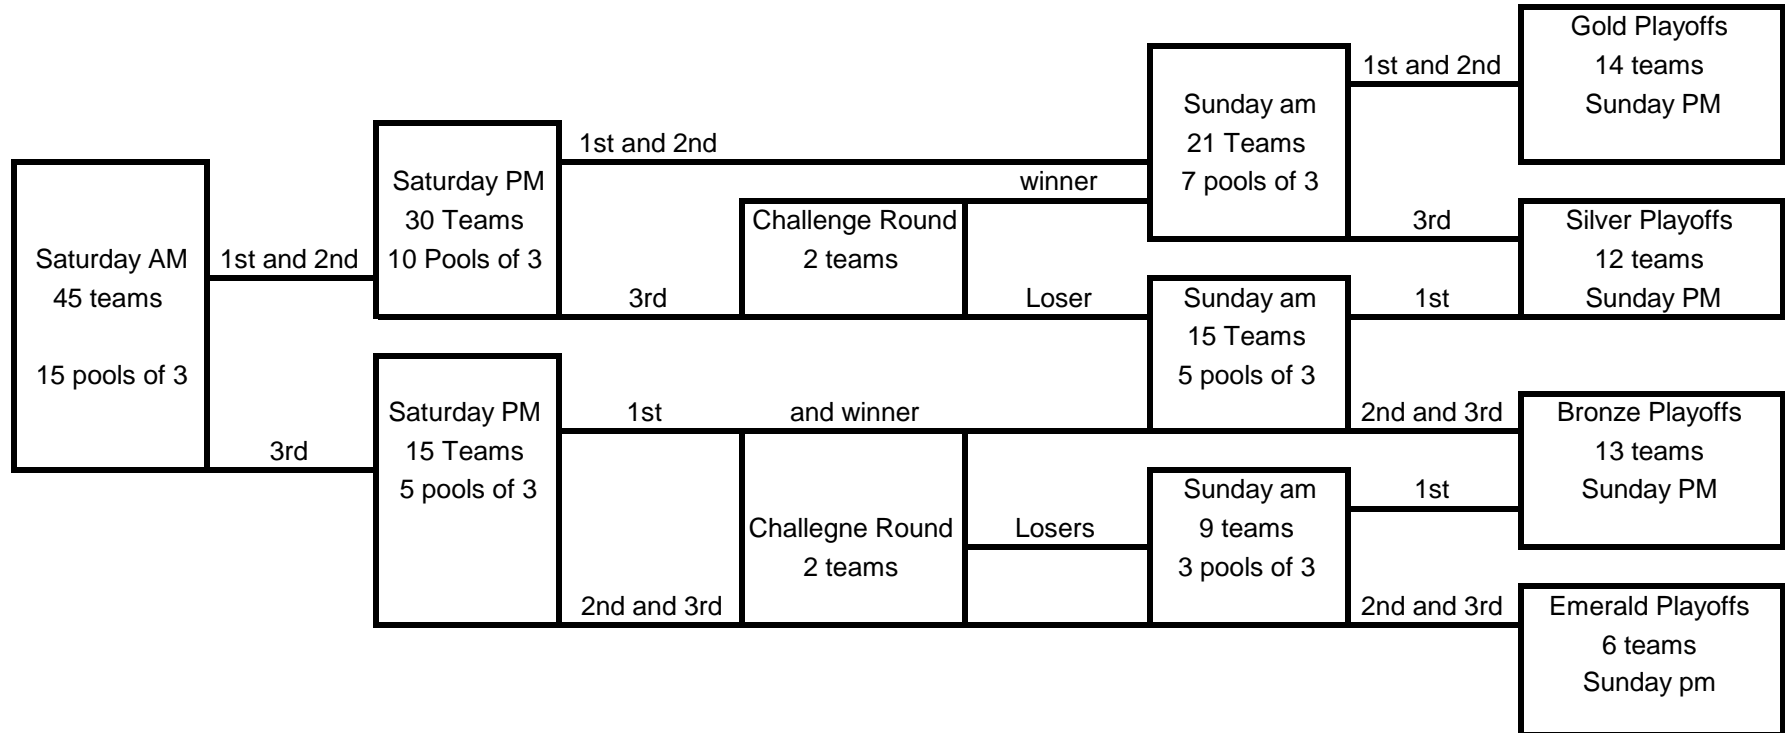 Saturday AM
45 teams
15 pools of 3
1st and 2nd
3rd
Saturday PM
30 Teams
10 Pools of 3
Saturday PM
15 Teams
5 pools of 3
1st and 2nd
3rd
1st
and winner
2nd and 3rd
Challenge Round
2 teams
Challegne Round
2 teams
winner
Loser
Losers
Sunday am
21 Teams
7 pools of 3
Sunday am
15 Teams
5 pools of 3
Sunday am
9 teams
3 pools of 3
1st and 2nd
3rd
1st
2nd and 3rd
1st
2nd and 3rd
Gold Playoffs
14 teams
Sunday PM
Silver Playoffs
12 teams
Sunday PM
Bronze Playoffs
13 teams
Sunday PM
Emerald Playoffs
6 teams
Sunday pm